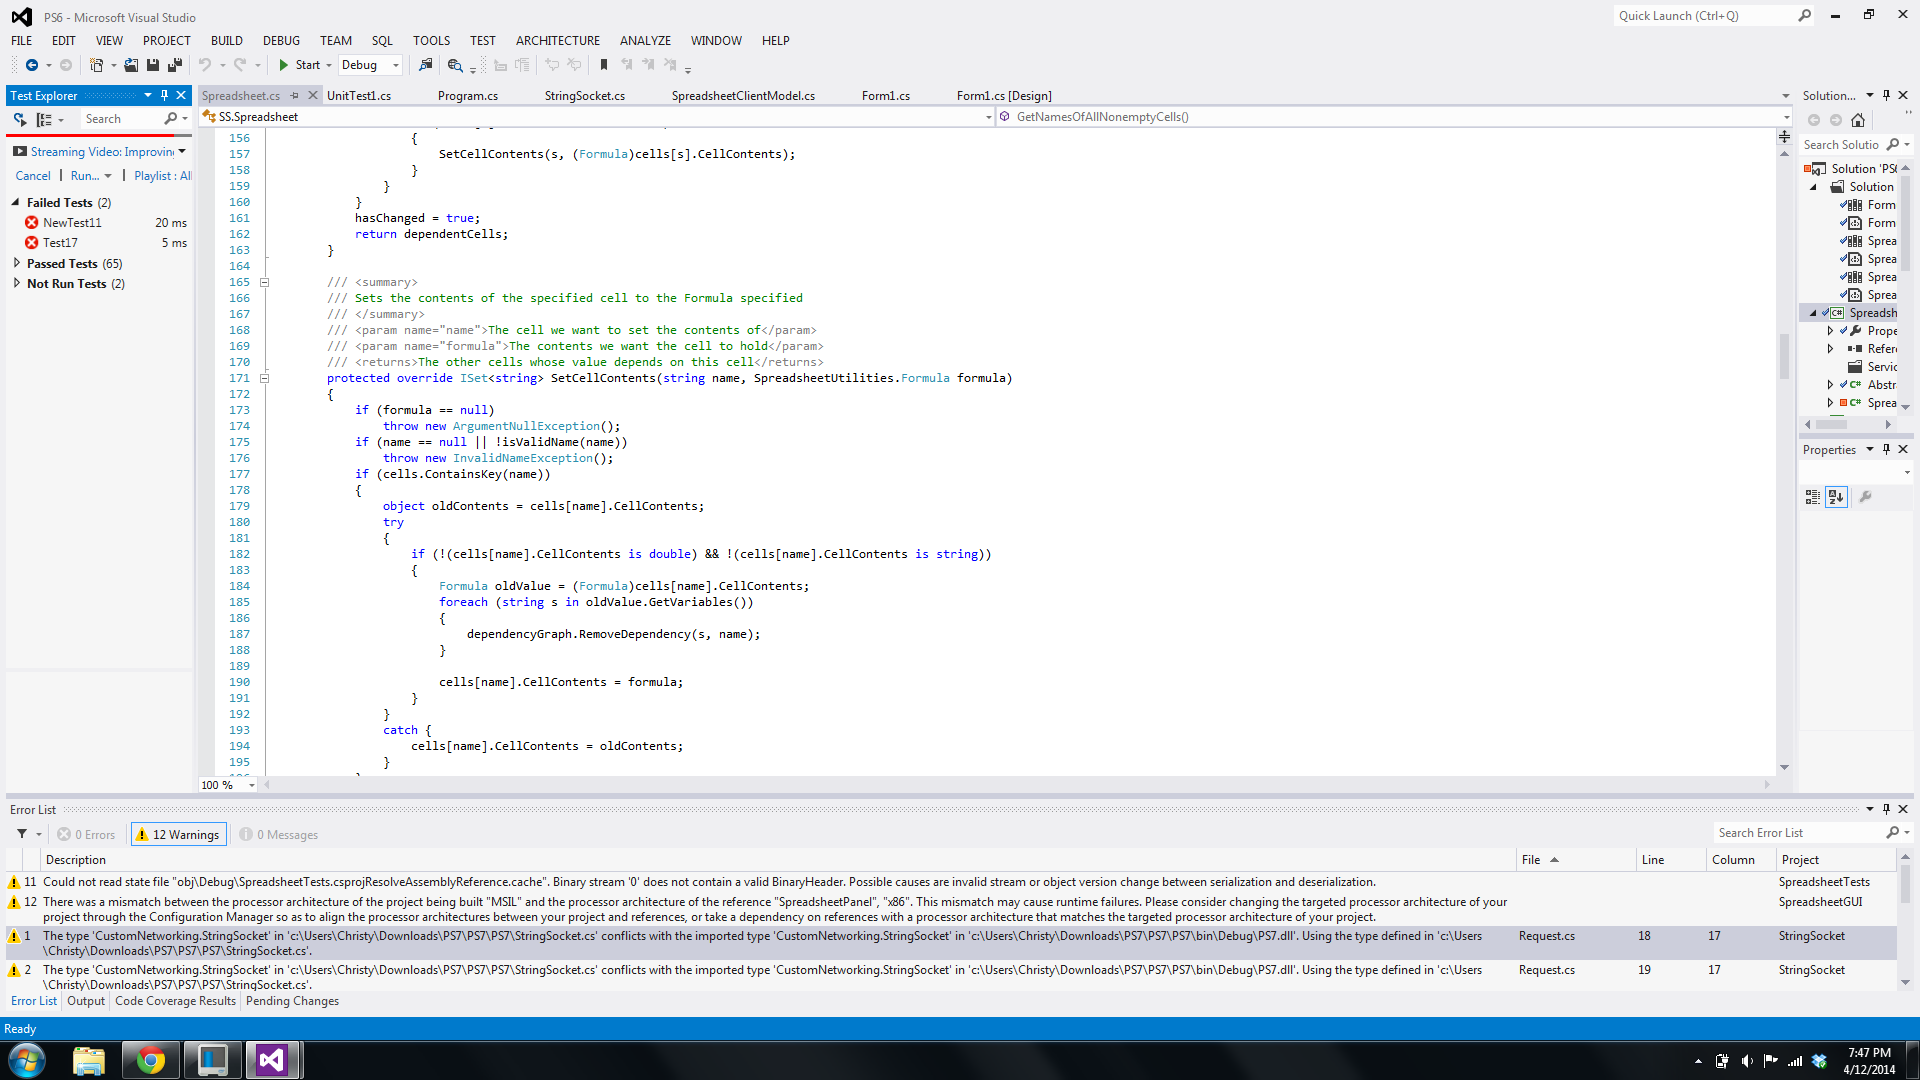 PS6 - Microsoft Visual Studio
Quick Launch (Ctrl+Q)
FILE EDIT VIEW PROJECT BUILD DEBUG TEAM SQL TOOLS TEST ARCHITECTURE ANALYZE WINDOW HELP
Start Debug
Test Explorer
Search
Streaming Video: Improving
Cancel | Run... | Playlist : All
Failed Tests (2)
NewTest11 20 ms
Test17 5 ms
Passed Tests (65)
Not Run Tests (2)
Spreadsheet.cs UnitTest1.cs Program.cs StringSocket.cs SpreadsheetClientModel.cs Form1.cs Form1.cs [Design]
SS.Spreadsheet GetNamesOfAllNonemptyCells()
156 {
157 SetCellContents(s, (Formula)cells[s].CellContents);
158 }
159 }
160 }
161 hasChanged = true;
162 return dependentCells;
163 }
164
165 /// <summary>
166 /// Sets the contents of the specified cell to the Formula specified
167 /// </summary>
168 /// <param name="name">The cell we want to set the contents of</param>
169 /// <param name="formula">The contents we want the cell to hold</param>
170 /// <returns>The other cells whose value depends on this cell</returns>
171 protected override ISet<string> SetCellContents(string name, SpreadsheetUtilities.Formula formula)
172 {
173 if (formula == null)
174 throw new ArgumentNullException();
175 if (name == null || !isValidName(name))
176 throw new InvalidNameException();
177 if (cells.ContainsKey(name))
178 {
179 object oldContents = cells[name].CellContents;
180 try
181 {
182 if (!(cells[name].CellContents is double) && !(cells[name].CellContents is string))
183 {
184 Formula oldValue = (Formula)cells[name].CellContents;
185 foreach (string s in oldValue.GetVariables())
186 {
187 dependencyGraph.RemoveDependency(s, name);
188 }
189
190 cells[name].CellContents = formula;
191 }
192 }
193 catch {
194 cells[name].CellContents = oldContents;
195 }
100 %
Solution...
Search Solutio
Solution 'PS6
Solution
Form
Form
Sprea
Sprea
Sprea
Sprea
Spreadsh
Prope
Refere
Servic
Abstr
Sprea
Properties
Error List
0 Errors 12 Warnings 0 Messages
Search Error List
Description File Line Column Project
11 Could not read state file "obj\Debug\SpreadsheetTests.csprojResolveAssemblyReference.cache". Binary stream '0' does not contain a valid BinaryHeader. Possible causes are invalid stream or object version change between serialization and deserialization. SpreadsheetTests
12 There was a mismatch between the processor architecture of the project being built "MSIL" and the processor architecture of the reference "SpreadsheetPanel", "x86". This mismatch may cause runtime failures. Please consider changing the targeted processor architecture of your SpreadsheetGUI
project through the Configuration Manager so as to align the processor architectures between your project and references, or take a dependency on references with a processor architecture that matches the targeted processor architecture of your project.
1 The type 'CustomNetworking.StringSocket' in 'c:\Users\Christy\Downloads\PS7\PS7\PS7\StringSocket.cs' conflicts with the imported type 'CustomNetworking.StringSocket' in 'c:\Users\Christy\Downloads\PS7\PS7\PS7\bin\Debug\PS7.dll'. Using the type defined in 'c:\Users Request.cs 18 17 StringSocket
\Christy\Downloads\PS7\PS7\PS7\StringSocket.cs'.
2 The type 'CustomNetworking.StringSocket' in 'c:\Users\Christy\Downloads\PS7\PS7\PS7\StringSocket.cs' conflicts with the imported type 'CustomNetworking.StringSocket' in 'c:\Users\Christy\Downloads\PS7\PS7\PS7\bin\Debug\PS7.dll'. Using the type defined in 'c:\Users Request.cs 19 17 StringSocket
\Christy\Downloads\PS7\PS7\PS7\StringSocket.cs'.
Error List Output Code Coverage Results Pending Changes
Ready
7:47 PM
4/12/2014